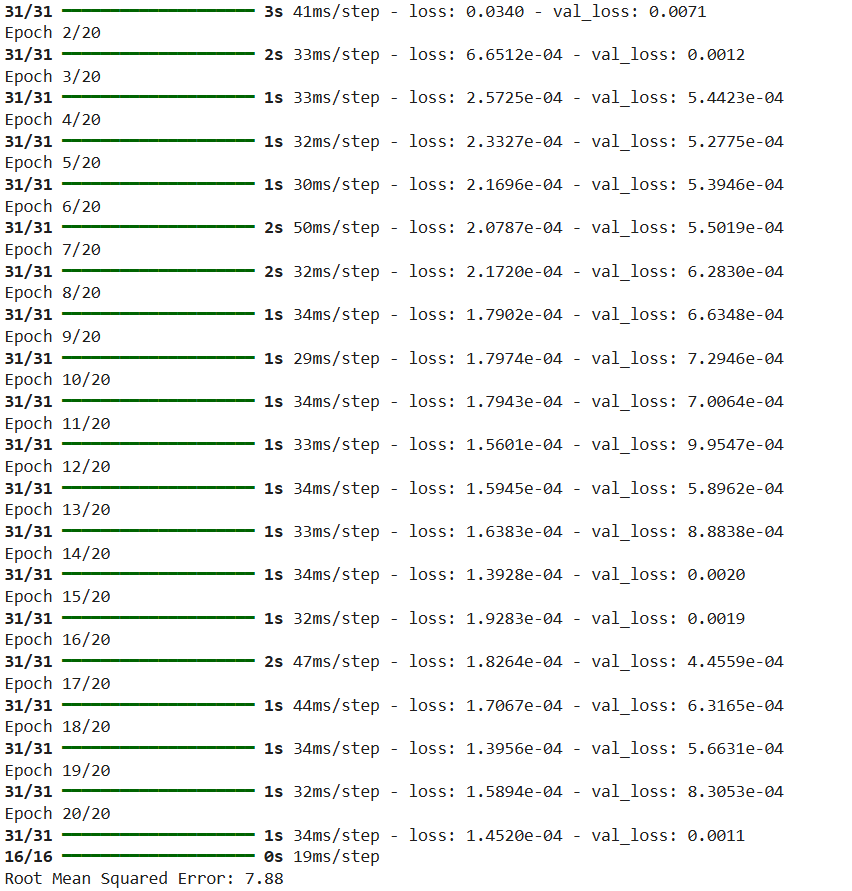 31/31 ━━━━━━━━━━━━━━━━━━━━ 3s 41ms/step - loss: 0.0340 - val_loss: 0.0071
Epoch 2/20
31/31 ━━━━━━━━━━━━━━━━━━━━ 2s 33ms/step - loss: 6.6512e-04 - val_loss: 0.0012
Epoch 3/20
31/31 ━━━━━━━━━━━━━━━━━━━━ 1s 33ms/step - loss: 2.5725e-04 - val_loss: 5.4423e-04
Epoch 4/20
31/31 ━━━━━━━━━━━━━━━━━━━━ 1s 32ms/step - loss: 2.3327e-04 - val_loss: 5.2775e-04
Epoch 5/20
31/31 ━━━━━━━━━━━━━━━━━━━━ 1s 30ms/step - loss: 2.1696e-04 - val_loss: 5.3946e-04
Epoch 6/20
31/31 ━━━━━━━━━━━━━━━━━━━━ 2s 50ms/step - loss: 2.0787e-04 - val_loss: 5.5019e-04
Epoch 7/20
31/31 ━━━━━━━━━━━━━━━━━━━━ 2s 32ms/step - loss: 2.1720e-04 - val_loss: 6.2830e-04
Epoch 8/20
31/31 ━━━━━━━━━━━━━━━━━━━━ 1s 34ms/step - loss: 1.7902e-04 - val_loss: 6.6348e-04
Epoch 9/20
31/31 ━━━━━━━━━━━━━━━━━━━━ 1s 29ms/step - loss: 1.7974e-04 - val_loss: 7.2946e-04
Epoch 10/20
31/31 ━━━━━━━━━━━━━━━━━━━━ 1s 34ms/step - loss: 1.7943e-04 - val_loss: 7.0064e-04
Epoch 11/20
31/31 ━━━━━━━━━━━━━━━━━━━━ 1s 33ms/step - loss: 1.5601e-04 - val_loss: 9.9547e-04
Epoch 12/20
31/31 ━━━━━━━━━━━━━━━━━━━━ 1s 34ms/step - loss: 1.5945e-04 - val_loss: 5.8962e-04
Epoch 13/20
31/31 ━━━━━━━━━━━━━━━━━━━━ 1s 33ms/step - loss: 1.6383e-04 - val_loss: 8.8838e-04
Epoch 14/20
31/31 ━━━━━━━━━━━━━━━━━━━━ 1s 34ms/step - loss: 1.3928e-04 - val_loss: 0.0020
Epoch 15/20
31/31 ━━━━━━━━━━━━━━━━━━━━ 1s 32ms/step - loss: 1.9283e-04 - val_loss: 0.0019
Epoch 16/20
31/31 ━━━━━━━━━━━━━━━━━━━━ 2s 47ms/step - loss: 1.8264e-04 - val_loss: 4.4559e-04
Epoch 17/20
31/31 ━━━━━━━━━━━━━━━━━━━━ 1s 44ms/step - loss: 1.7067e-04 - val_loss: 6.3165e-04
Epoch 18/20
31/31 ━━━━━━━━━━━━━━━━━━━━ 1s 34ms/step - loss: 1.3956e-04 - val_loss: 5.6631e-04
Epoch 19/20
31/31 ━━━━━━━━━━━━━━━━━━━━ 1s 32ms/step - loss: 1.5894e-04 - val_loss: 8.3053e-04
Epoch 20/20
31/31 ━━━━━━━━━━━━━━━━━━━━ 1s 34ms/step - loss: 1.4520e-04 - val_loss: 0.0011
16/16 ━━━━━━━━━━━━━━━━━━━━ 0s 19ms/step
Root Mean Squared Error: 7.88